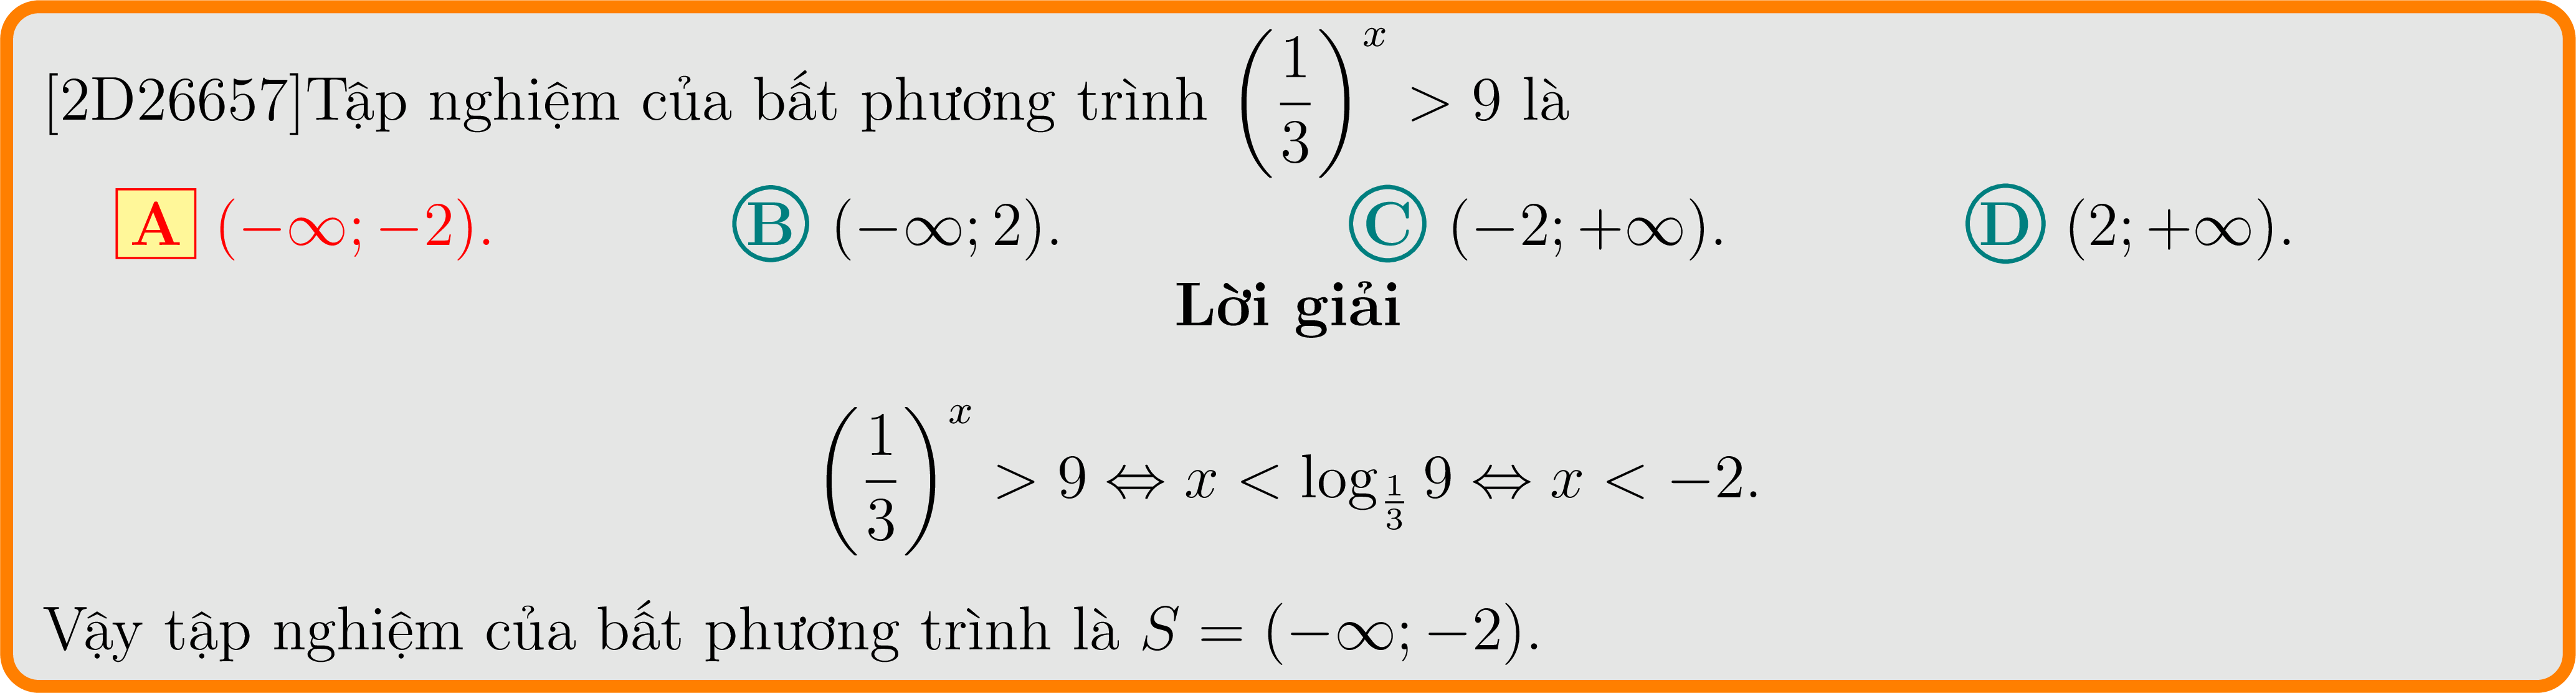 [2D26657]Tập nghiệm của bất phương trình $\left(\dfrac{1}{3}\right)^x > 9$ là
A $(-\infty; -2)$. B $(-\infty; 2)$. C $(-2; +\infty)$. D $(2; +\infty)$.
Lời giải
$\left(\dfrac{1}{3}\right)^x > 9 \Leftrightarrow x < \log_{\frac{1}{3}} 9 \Leftrightarrow x < -2.$
Vậy tập nghiệm của bất phương trình là $S = (-\infty; -2)$.